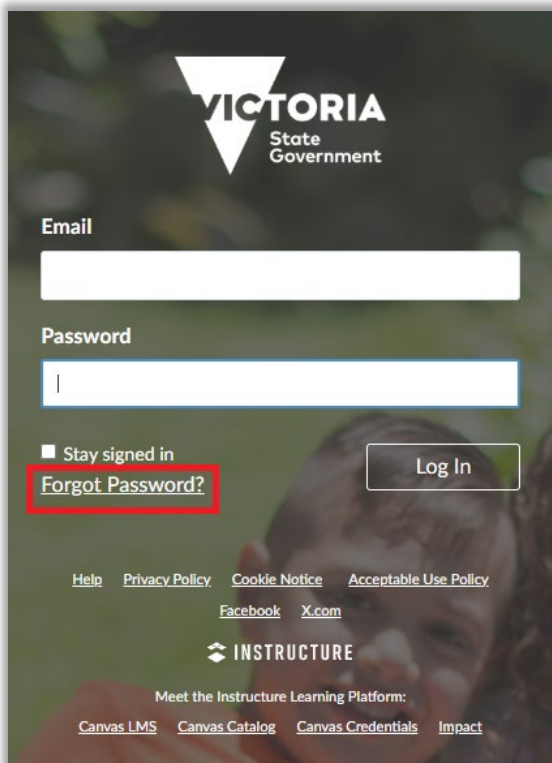 VICTORIA
State
Government
Email
Password
Stay signed in
Log In
Forgot Password?
Help Privacy Policy Cookie Notice Acceptable Use Policy
Facebook X.com
INSTRUCTURE
Meet the Instructure Learning Platform:
Canvas LMS Canvas Catalog Canvas Credentials Impact